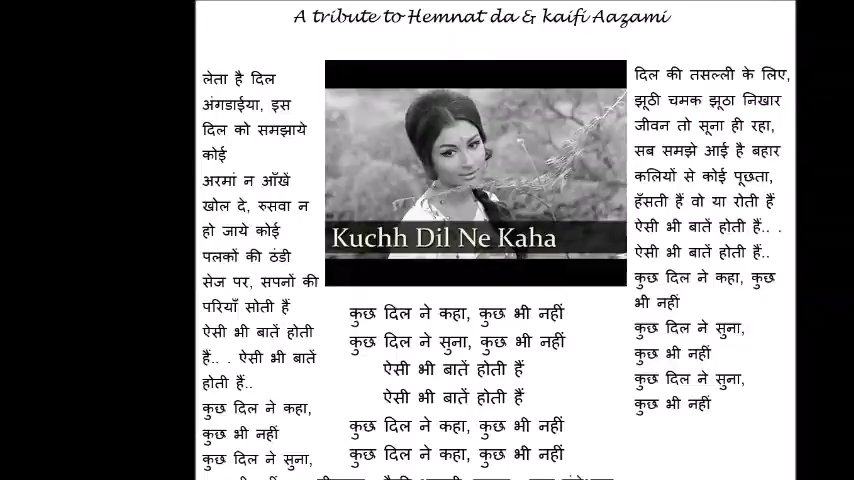 A tribute to Hemnat da & kaifi Aazami
लेता है दिल
अंगडाईया, इस
दिल को समझाये
कोई
अरमां न आँखें
खोल दे, रुसवा न
हो जाये कोई
पलकों की ठंडी
सेज पर, सपनों की
परियाँ सोती हैं
ऐसी भी बातें होती
हैं.. . ऐसी भी बातें
होती हैं..
कुछ दिल ने कहा,
कुछ भी नहीं
कुछ दिल ने सुना,
Kuchh Dil Ne Kaha
कुछ दिल ने कहा, कुछ भी नहीं
कुछ दिल ने सुना, कुछ भी नहीं
ऐसी भी बातें होती हैं
ऐसी भी बातें होती हैं
कुछ दिल ने कहा, कुछ भी नहीं
कुछ दिल ने कहा, कुछ भी नहीं
दिल की तसल्ली के लिए,
झूठी चमक झूठा निखार
जीवन तो सूना ही रहा,
सब समझे आई है बहार
कलियों से कोई पूछता,
हँसती हैं वो या रोती हैं
ऐसी भी बातें होती हैं.. .
ऐसी भी बातें होती हैं..
कुछ दिल ने कहा, कुछ
भी नहीं
कुछ दिल ने सुना,
कुछ भी नहीं
कुछ दिल ने सुना,
कुछ भी नहीं